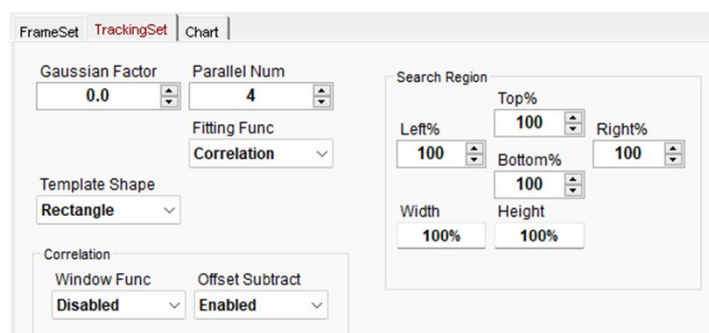 FrameSet TrackingSet Chart
Gaussian Factor Parallel Num
0.0 4
Fitting Func
Correlation
Template Shape
Rectangle
Correlation
Window Func Offset Subtract
Disabled Enabled
Search Region
Top%
100
Left% Right%
100 100
Bottom%
100
Width Height
100% 100%